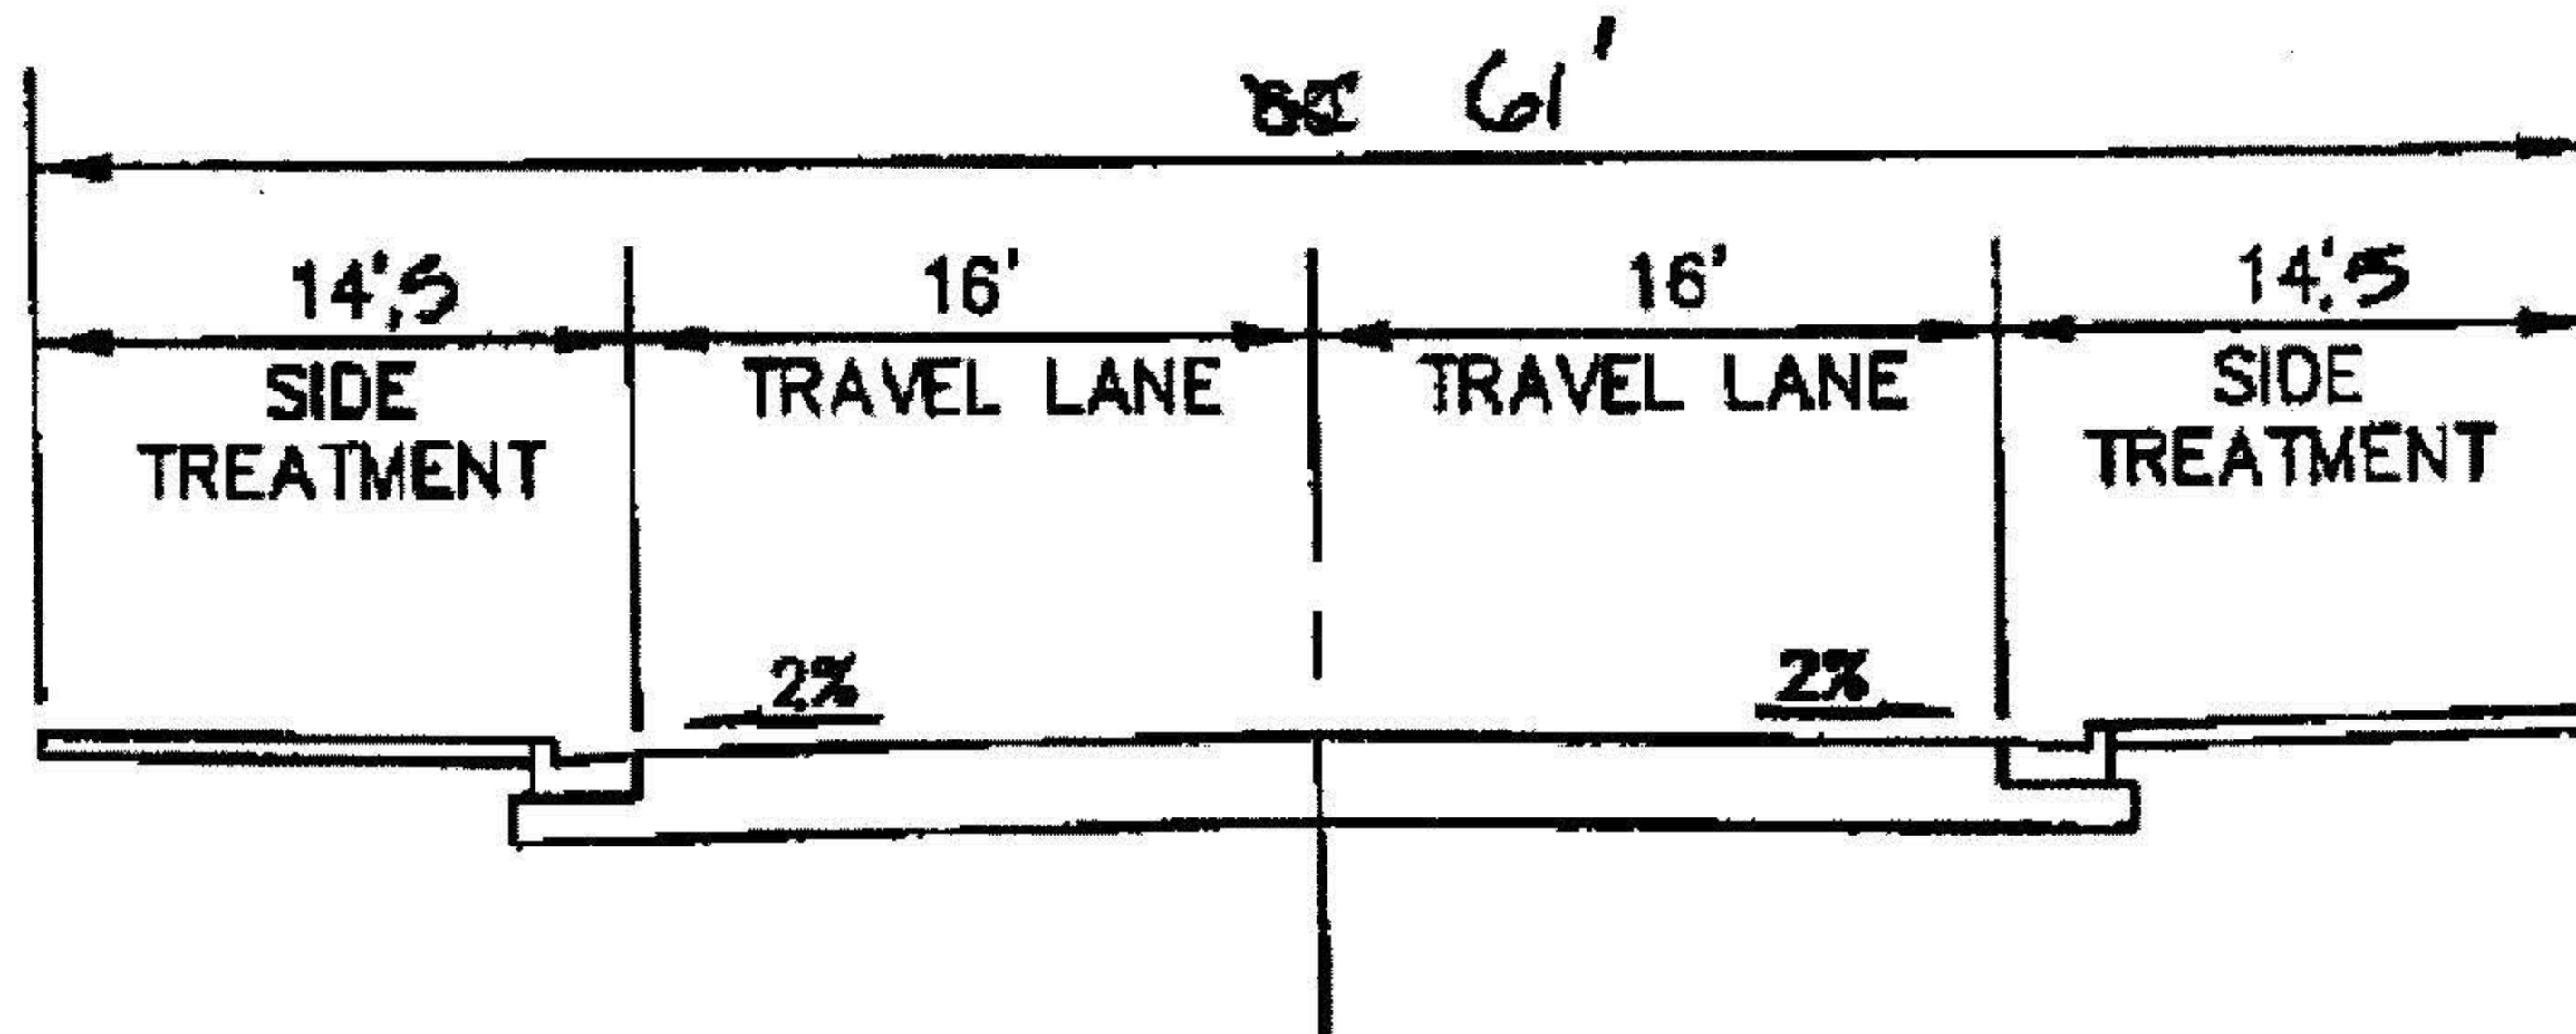 61'
14'.5 16' 16' 14'.5
SIDE TRAVEL LANE TRAVEL LANE SIDE
TREATMENT TREATMENT
2% 2%